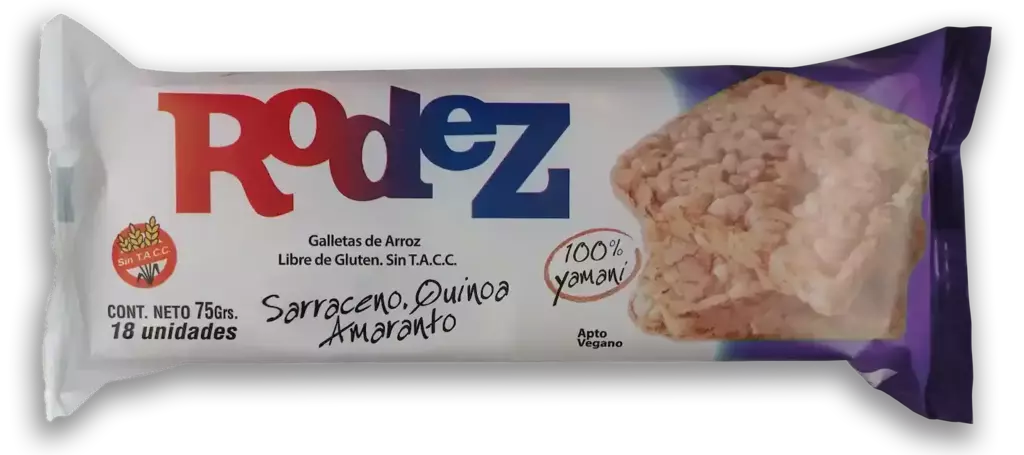 Rodez
Sin T.A.C.C.
CONT. NETO 75Grs.
18 unidades
Galletas de Arroz
Libre de Gluten. Sin T.A.C.C.
Sarraceno, Quinoa
Amaranto
100%
yamaní
Apto
Vegano